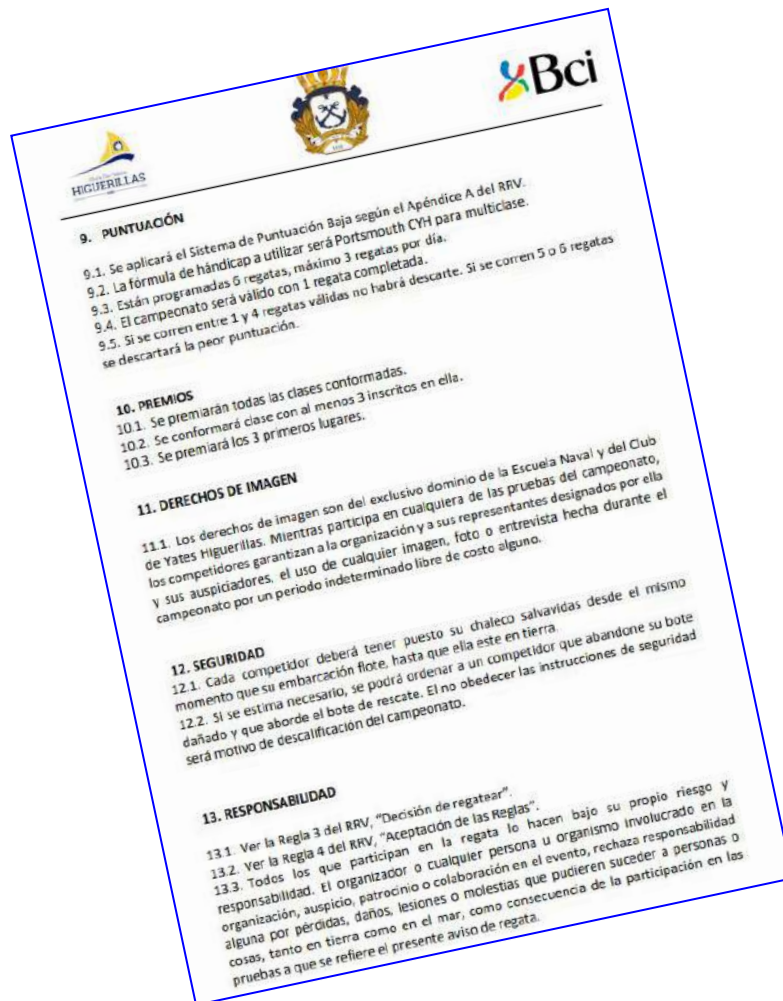 HIGUERILLAS
Bci
9. PUNTUACIÓN
9.1. Se aplicará el Sistema de Puntuación Baja según el Apéndice A del RRV.
9.2. La fórmula de hándicap a utilizar será Portsmouth CYH para multiclase.
9.3. Están programadas 6 regatas, máximo 3 regatas por día.
9.4. El campeonato será válido con 1 regata completada.
9.5. Si se corren entre 1 y 4 regatas válidas no habrá descarte. Si se corren 5 o 6 regatas
se descartará la peor puntuación.
10. PREMIOS
10.1. Se premiarán todas las clases conformadas.
10.2. Se conformará clase con al menos 3 inscritos en ella.
10.3. Se premiará los 3 primeros lugares.
11. DERECHOS DE IMAGEN
11.1. Los derechos de imagen son del exclusivo dominio de la Escuela Naval y del Club
de Yates Higuerillas. Mientras participa en cualquiera de las pruebas del campeonato,
los competidores garantizan a la organización y a sus representantes designados por ella
y sus auspiciadores, el uso de cualquier imagen, foto o entrevista hecha durante el
campeonato por un periodo indeterminado libre de costo alguno.
12. SEGURIDAD
12.1. Cada competidor deberá tener puesto su chaleco salvavidas desde el mismo
momento que su embarcación flote, hasta que ella este en tierra.
12.2. Si se estima necesario, se podrá ordenar a un competidor que abandone su bote
dañado y que aborde el bote de rescate. El no obedecer las instrucciones de seguridad
será motivo de descalificación del campeonato.
13. RESPONSABILIDAD
13.1. Ver la Regla 3 del RRV, "Decisión de regatear".
13.2. Ver la Regla 4 del RRV, "Aceptación de las Reglas".
13.3. Todos los que participan en la regata lo hacen bajo su propio riesgo y
responsabilidad. El organizador o cualquier persona u organismo involucrado en la
organización, auspicio, patrocinio o colaboración en el evento, rechaza responsabilidad
alguna por pérdidas, daños, lesiones o molestias que pudieren suceder a personas o
cosas, tanto en tierra como en el mar, como consecuencia de la participación en las
pruebas a que se refiere el presente aviso de regata.